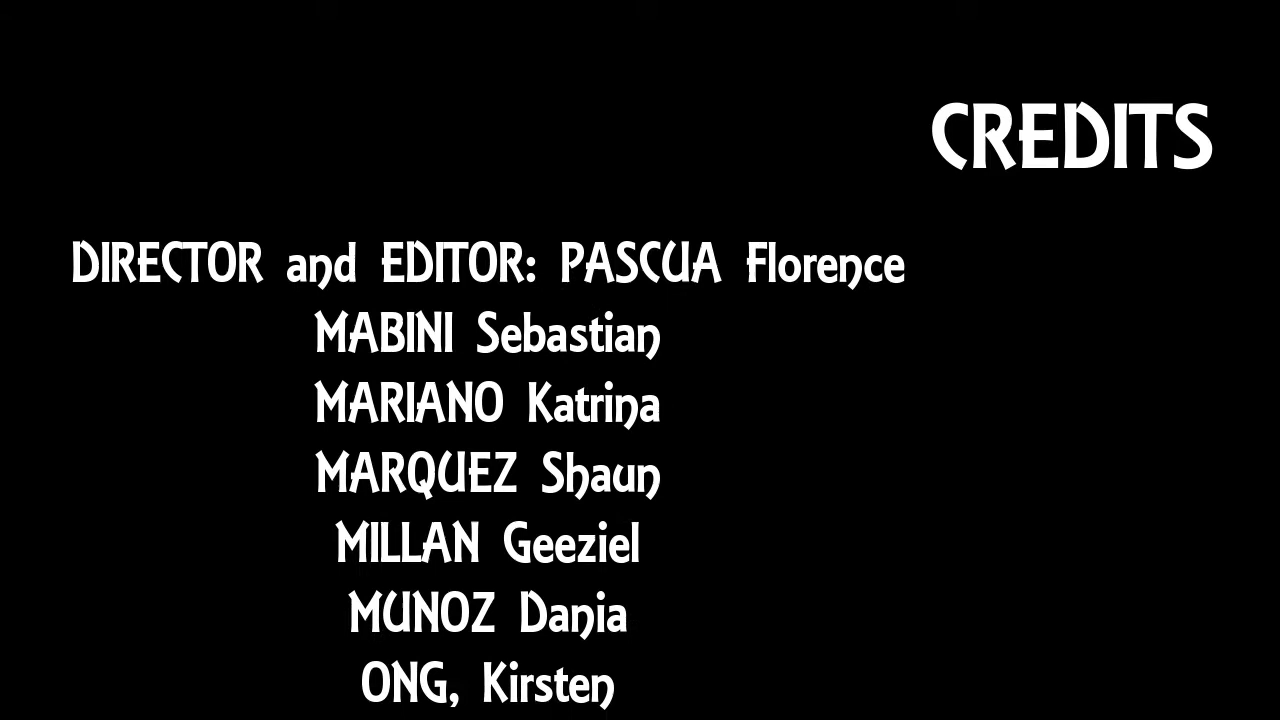 CREDITS
DIRECTOR and EDITOR: PASCUA Florence
MABINI Sebastian
MARIANO Katrina
MARQUEZ Shaun
MILLAN Geeziel
MUNOZ Dania
ONG, Kirsten